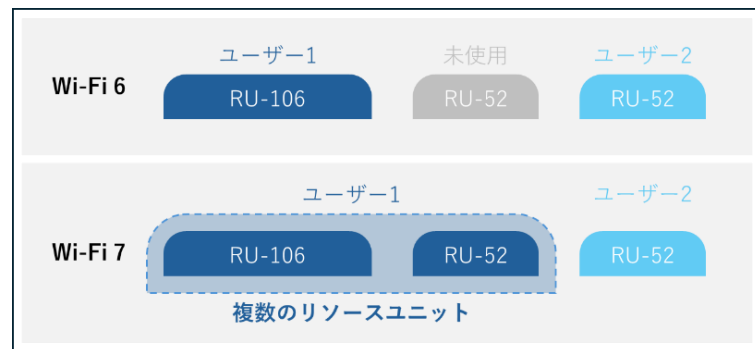 ユーザー1 未使用 ユーザー2
Wi-Fi 6 RU-106 RU-52 RU-52
ユーザー1 ユーザー2
Wi-Fi 7 RU-106 RU-52 RU-52
複数のリソースユニット